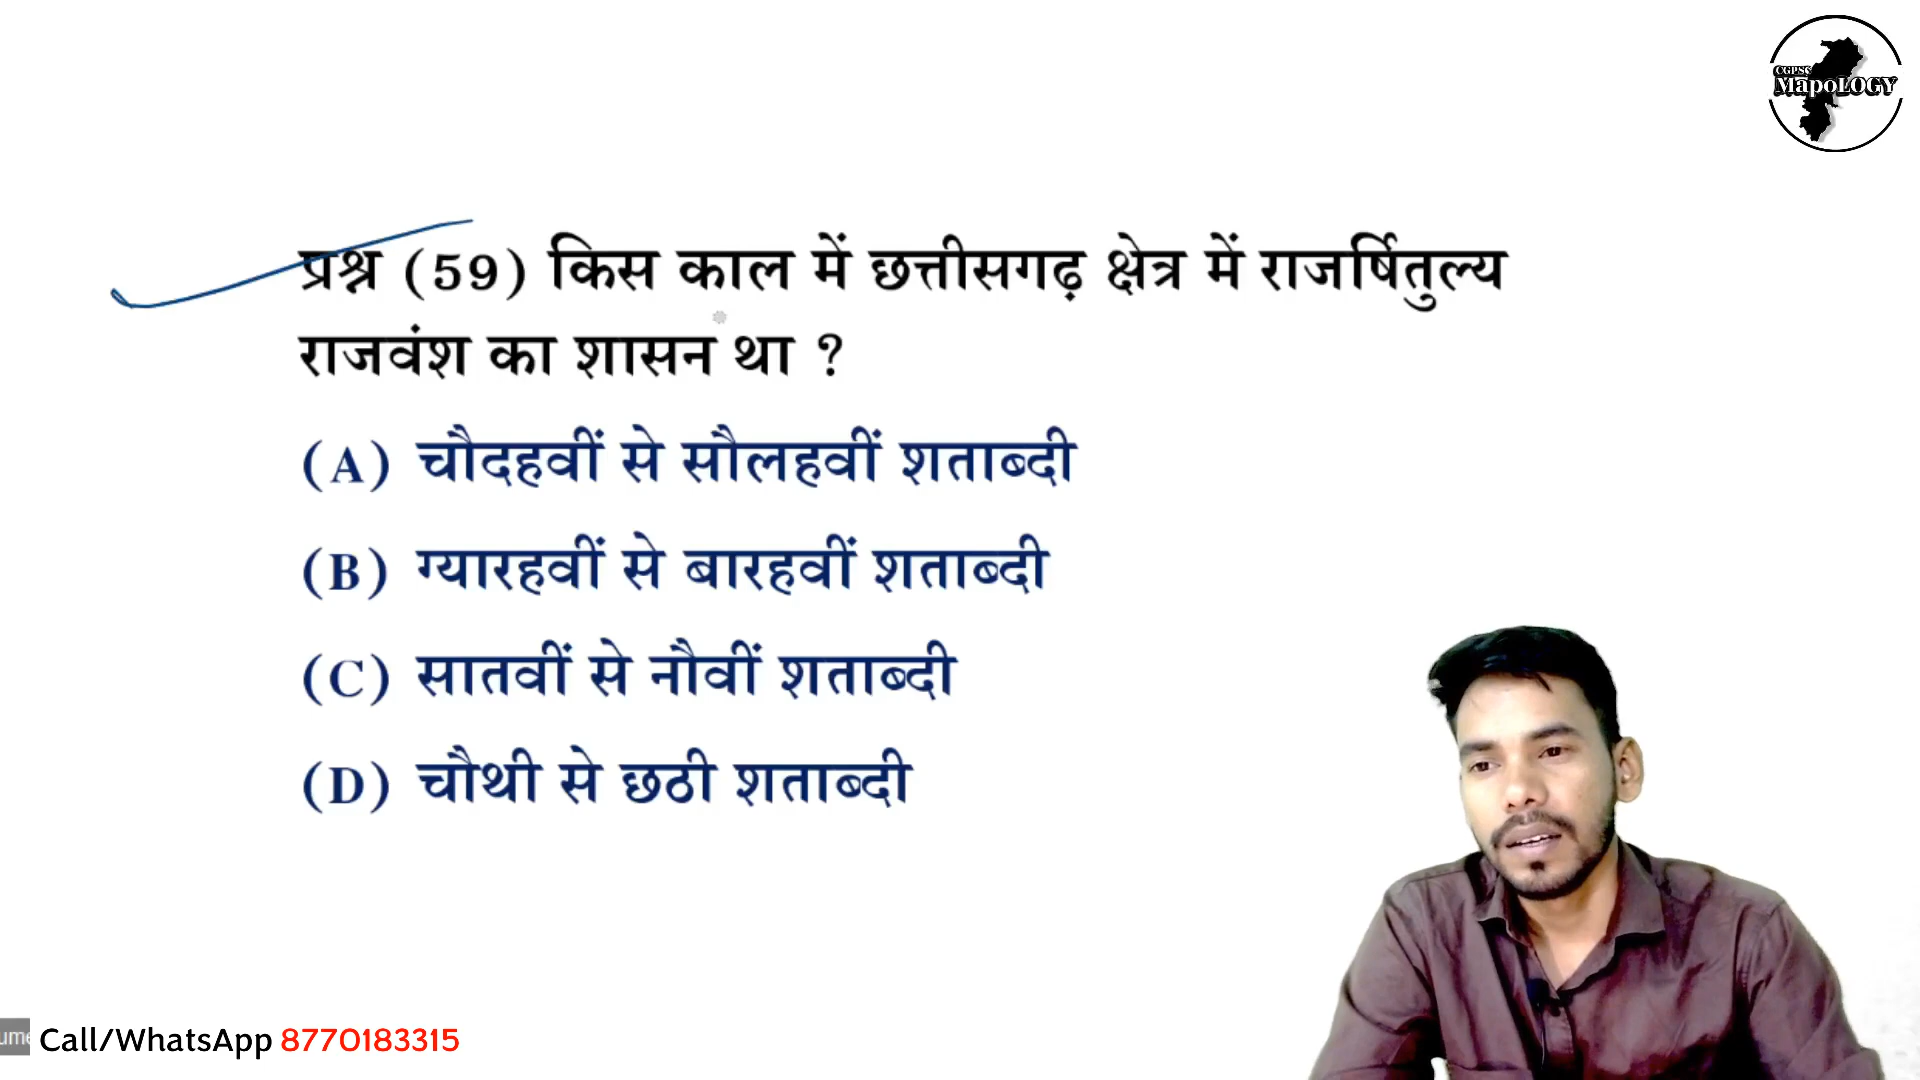 CGPSC
MapoLOGY
प्रश्न (59) किस काल में छत्तीसगढ़ क्षेत्र में राजर्षितुल्य
राजवंश का शासन था ?
(A) चौदहवीं से सौलहवीं शताब्दी
(B) ग्यारहवीं से बारहवीं शताब्दी
(C) सातवीं से नौवीं शताब्दी
(D) चौथी से छठी शताब्दी
Call/WhatsApp 8770183315